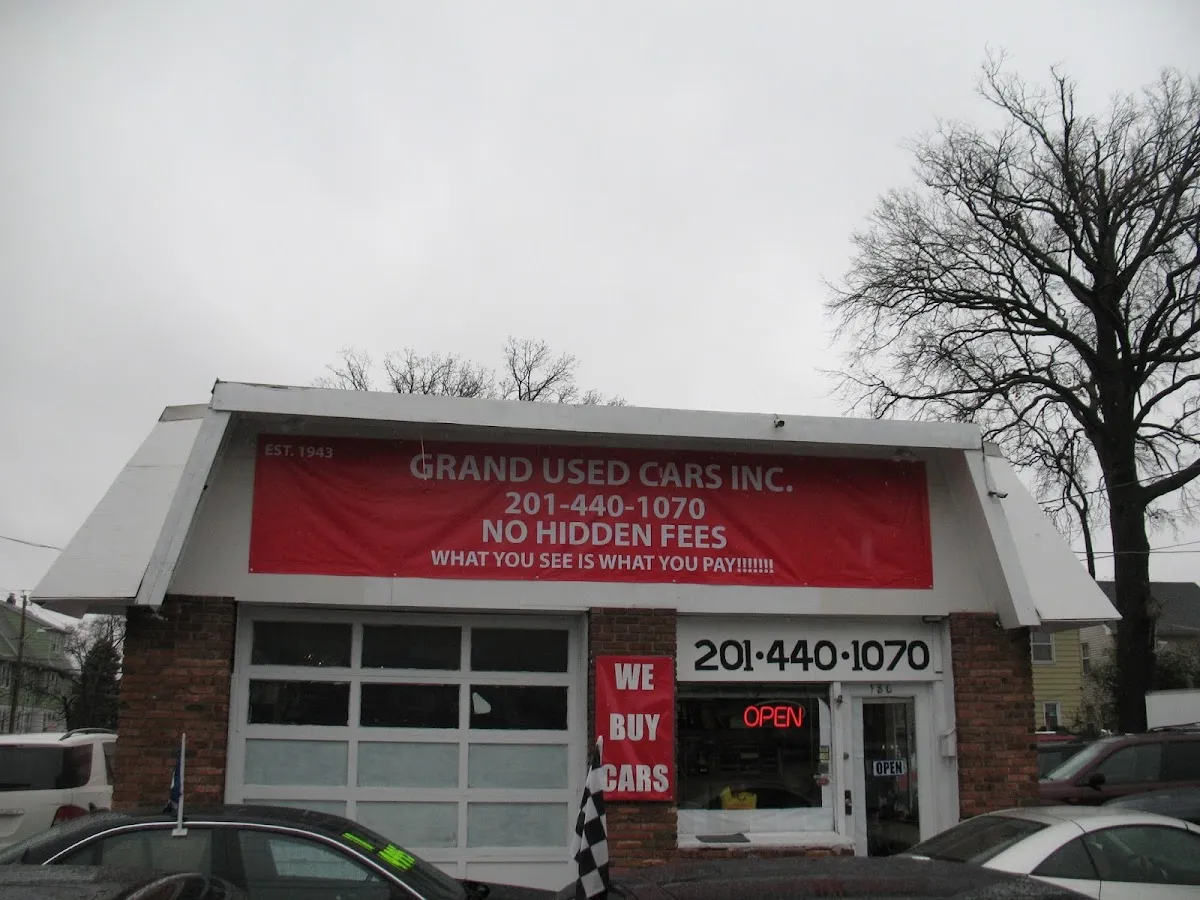 EST. 1943
GRAND USED CARS INC.
201-440-1070
NO HIDDEN FEES
WHAT YOU SEE IS WHAT YOU PAY!!!!!!!
201•440•1070
WE
BUY
CARS
OPEN
OPEN